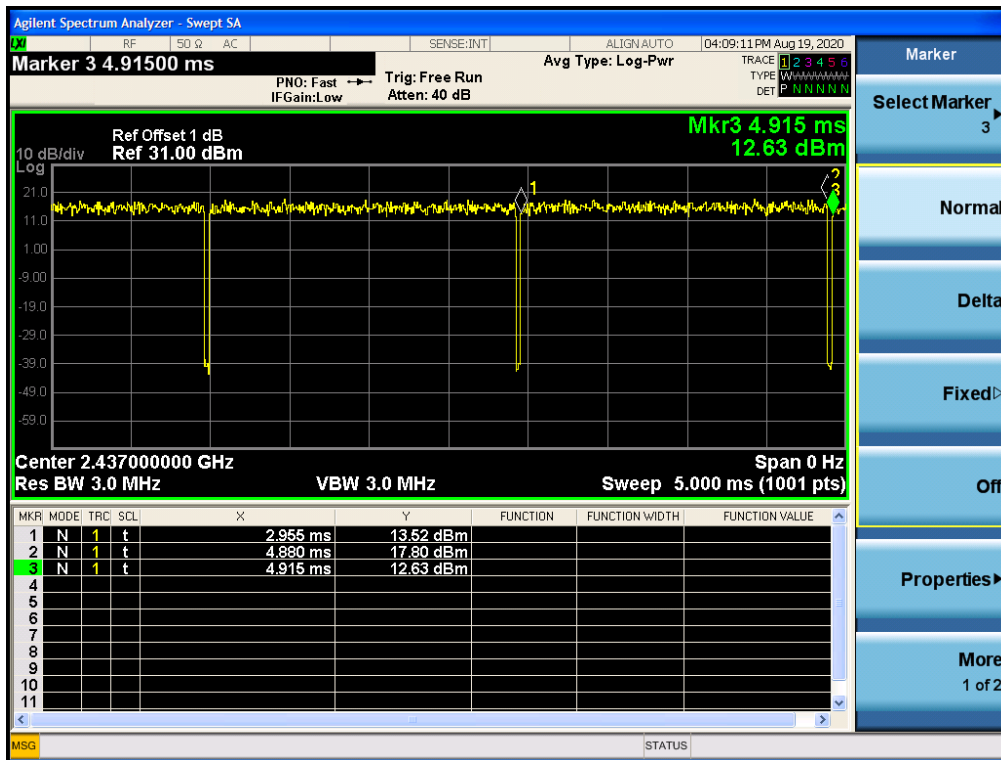 Agilent Spectrum Analyzer - Swept SA
LXI RF 50 Ω AC SENSE:INT ALIGN AUTO 04:09:11 PM Aug 19, 2020
Marker 3 4.91500 ms
PNO: Fast
IFGain:Low
Trig: Free Run
Atten: 40 dB
Avg Type: Log-Pwr
TRACE 1 2 3 4 5 6
TYPE WWWWWWW
DET P N N N N N
Ref Offset 1 dB
10 dB/div Ref 31.00 dBm
Log
Mkr3 4.915 ms
12.63 dBm
21.0
11.0
1.00
-9.00
-19.0
-29.0
-39.0
-49.0
-59.0
1
2
3
Center 2.437000000 GHz Span 0 Hz
Res BW 3.0 MHz VBW 3.0 MHz Sweep 5.000 ms (1001 pts)
MKR MODE TRC SCL X Y FUNCTION FUNCTION WIDTH FUNCTION VALUE
1 N 1 t 2.955 ms 13.52 dBm
2 N 1 t 4.880 ms 17.80 dBm
3 N 1 t 4.915 ms 12.63 dBm
4
5
6
7
8
9
10
11
MSG STATUS
Marker
Select Marker
3
Normal
Delta
Fixed
Off
Properties
More
1 of 2